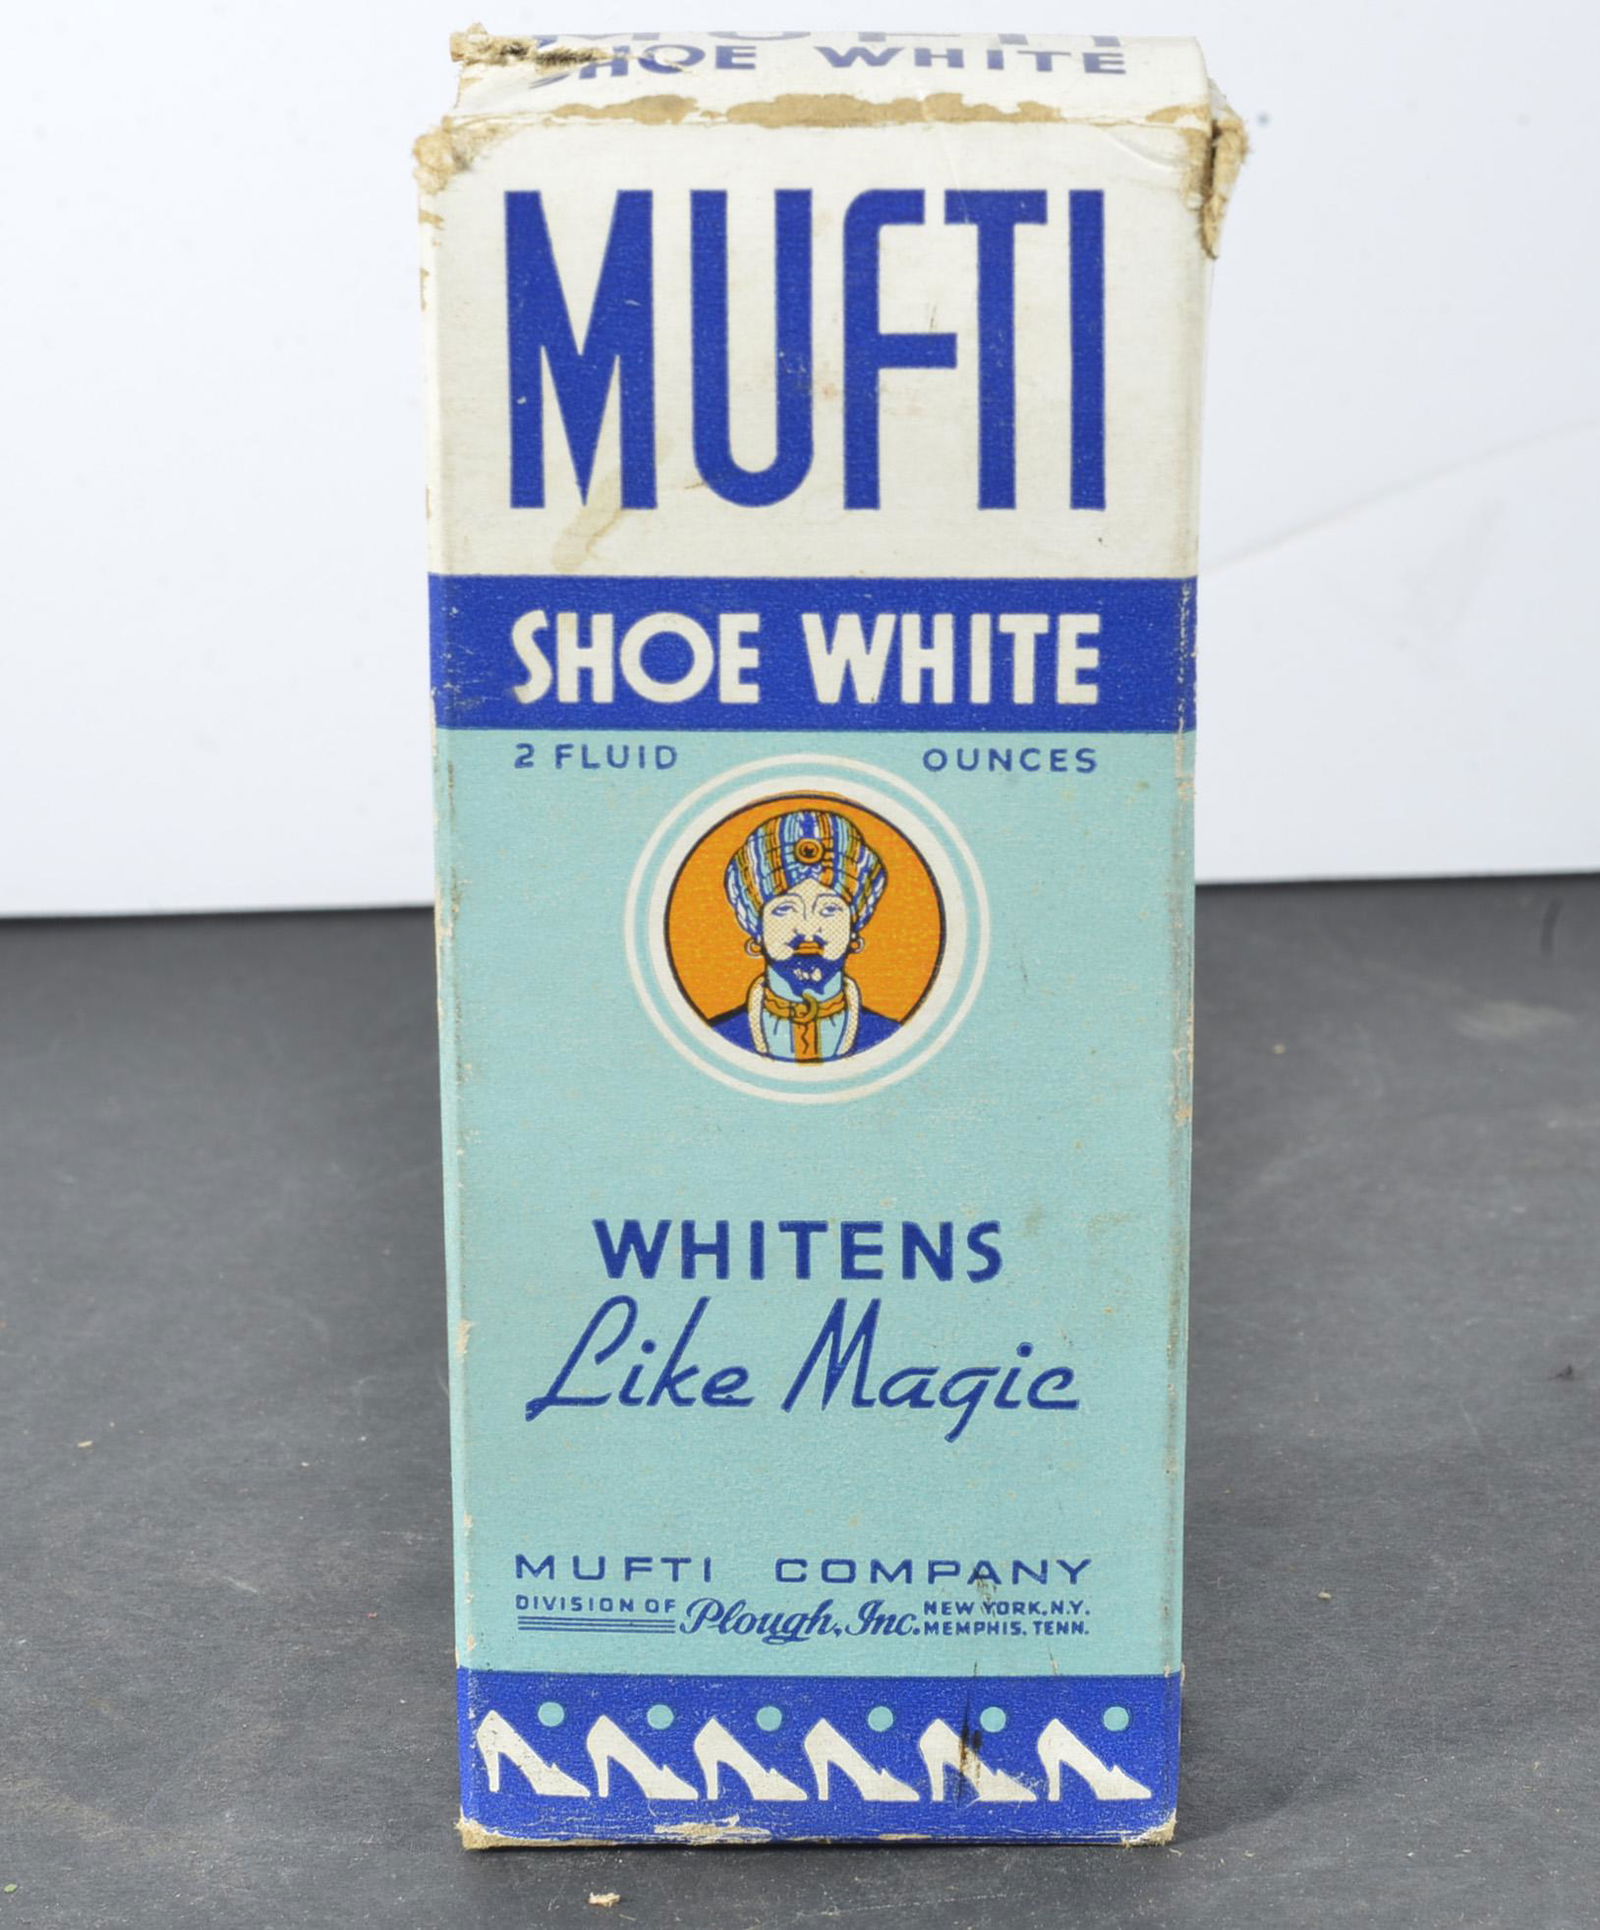 MUFTI
SHOE WHITE
MUFTI
SHOE WHITE
2 FLUID OUNCES
WHITENS
Like Magic
MUFTI COMPANY
DIVISION OF Plough, Inc. NEW YORK, N.Y.
MEMPHIS, TENN.